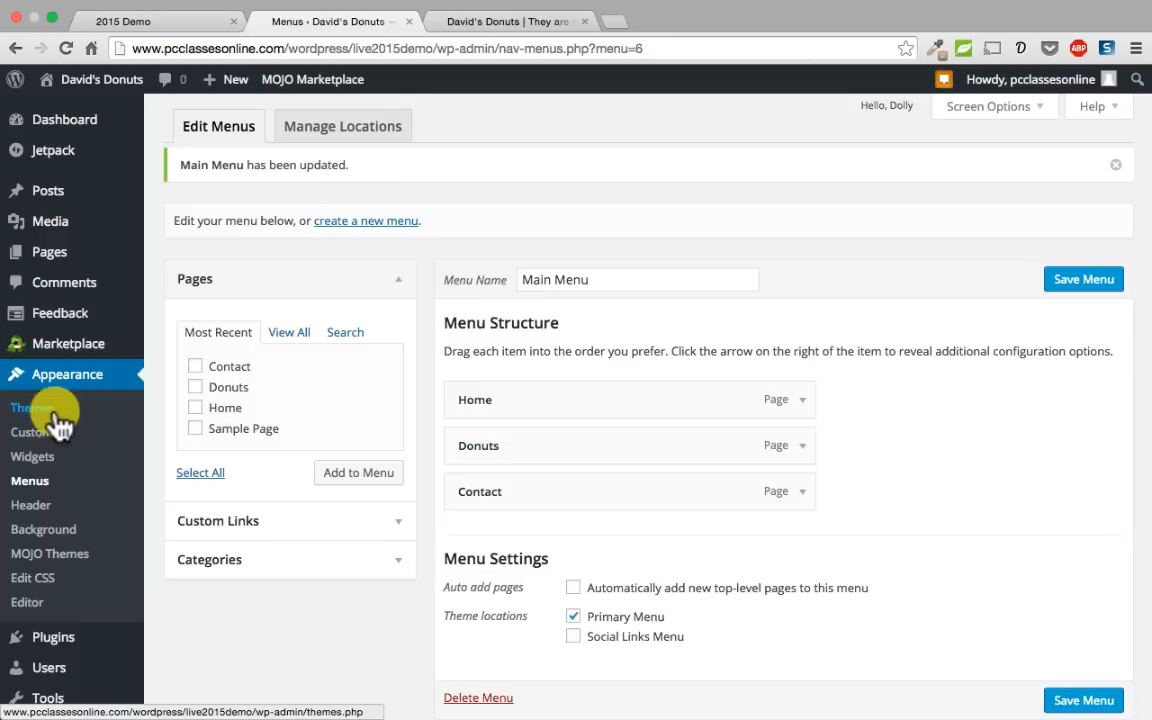 2015 Demo
Menus ‹ David's Donuts —
David's Donuts | They are
www.pcclassesonline.com/wordpress/live2015demo/wp-admin/nav-menus.php?menu=6
David's Donuts
0
New
MOJO Marketplace
Howdy, pcclassesonline
Hello, Dolly
Screen Options
Help
Dashboard
Jetpack
Posts
Media
Pages
Comments
Feedback
Marketplace
Appearance
Widgets
Menus
Header
Background
MOJO Themes
Edit CSS
Editor
Plugins
Users
Tools
Edit Menus
Manage Locations
Main Menu has been updated.
Edit your menu below, or create a new menu.
Pages
Most Recent
View All
Search
Contact
Donuts
Home
Sample Page
Select All
Add to Menu
Custom Links
Categories
Menu Name
Main Menu
Save Menu
Menu Structure
Drag each item into the order you prefer. Click the arrow on the right of the item to reveal additional configuration options.
Home Page
Donuts Page
Contact Page
Menu Settings
Auto add pages
Automatically add new top-level pages to this menu
Theme locations
Primary Menu
Social Links Menu
Delete Menu
Save Menu
www.pcclassesonline.com/wordpress/live2015demo/wp-admin/themes.php